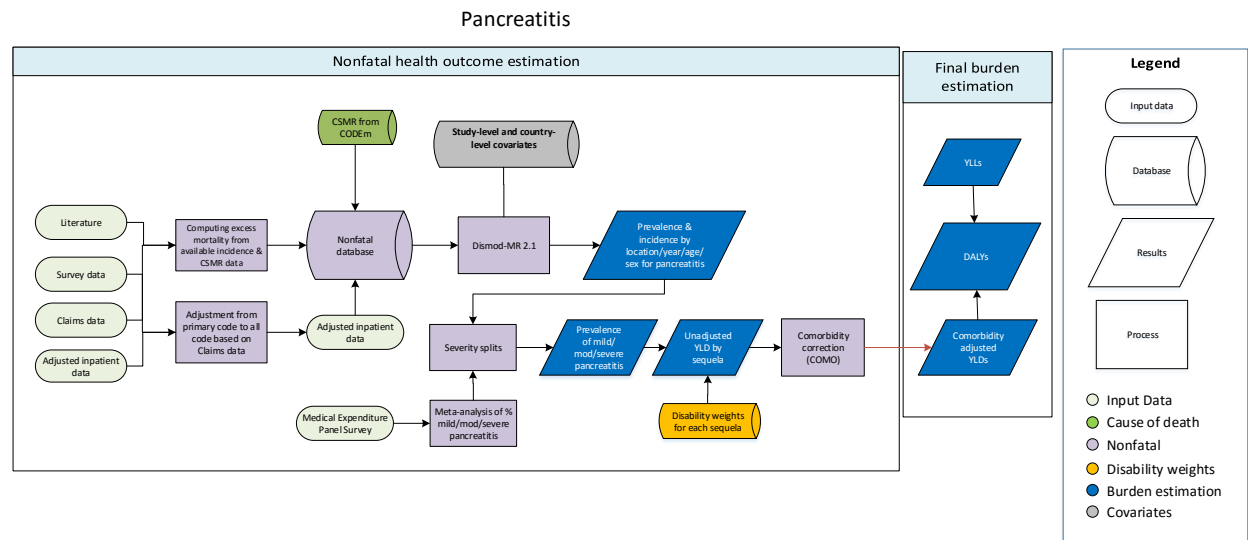 Pancreatitis
Nonfatal health outcome estimation
Final burden
estimation
Legend
CSMR from
CODEm
Study-level and country-
level covariates
Literature
Survey data
Claims data
Adjusted inpatient
data
Computing excess
mortality from
available incidence &
CSMR data
Adjustment from
primary code to all
code based on
Claims data
Nonfatal
database
Adjusted inpatient
data
Dismod-MR 2.1
Prevalence &
incidence by
location/year/age/
sex for pancreatitis
Severity splits
Prevalence
of mild/
mod/severe
pancreatitis
Unadjusted
YLD by
sequela
Comorbidity
correction
(COMO)
Medical Expenditure
Panel Survey
Meta-analysis of %
mild/mod/severe
pancreatitis
Disability weights
for each sequela
YLLs
DALYs
Comorbidity
adjusted
YLDs
Input data
Database
Results
Process
Input Data
Cause of death
Nonfatal
Disability weights
Burden estimation
Covariates